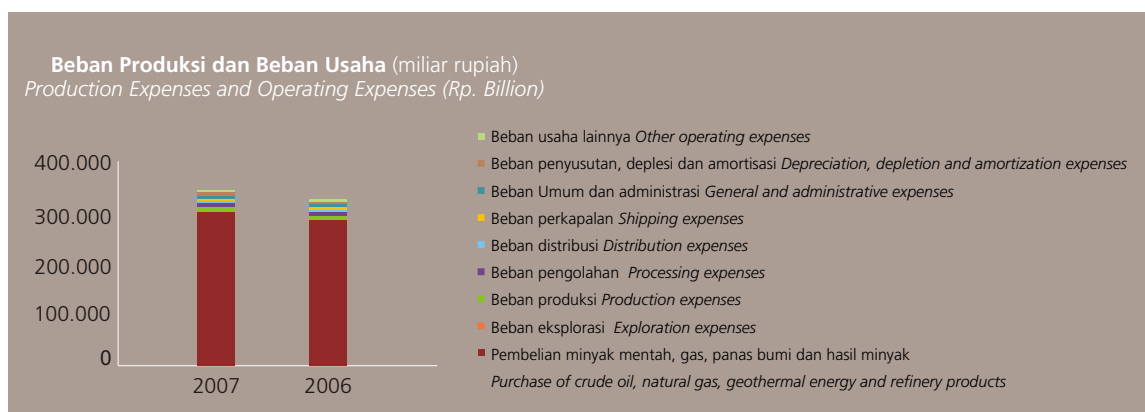 Beban Produksi dan Beban Usaha (miliar rupiah)
Production Expenses and Operating Expenses (Rp. Billion)
400.000
300.000
200.000
100.000
0
2007 2006
Beban usaha lainnya Other operating expenses
Beban penyusutan, deplesi dan amortisasi Depreciation, depletion and amortization expenses
Beban Umum dan administrasi General and administrative expenses
Beban perkapalan Shipping expenses
Beban distribusi Distribution expenses
Beban pengolahan Processing expenses
Beban produksi Production expenses
Beban eksplorasi Exploration expenses
Pembelian minyak mentah, gas, panas bumi dan hasil minyak
Purchase of crude oil, natural gas, geothermal energy and refinery products